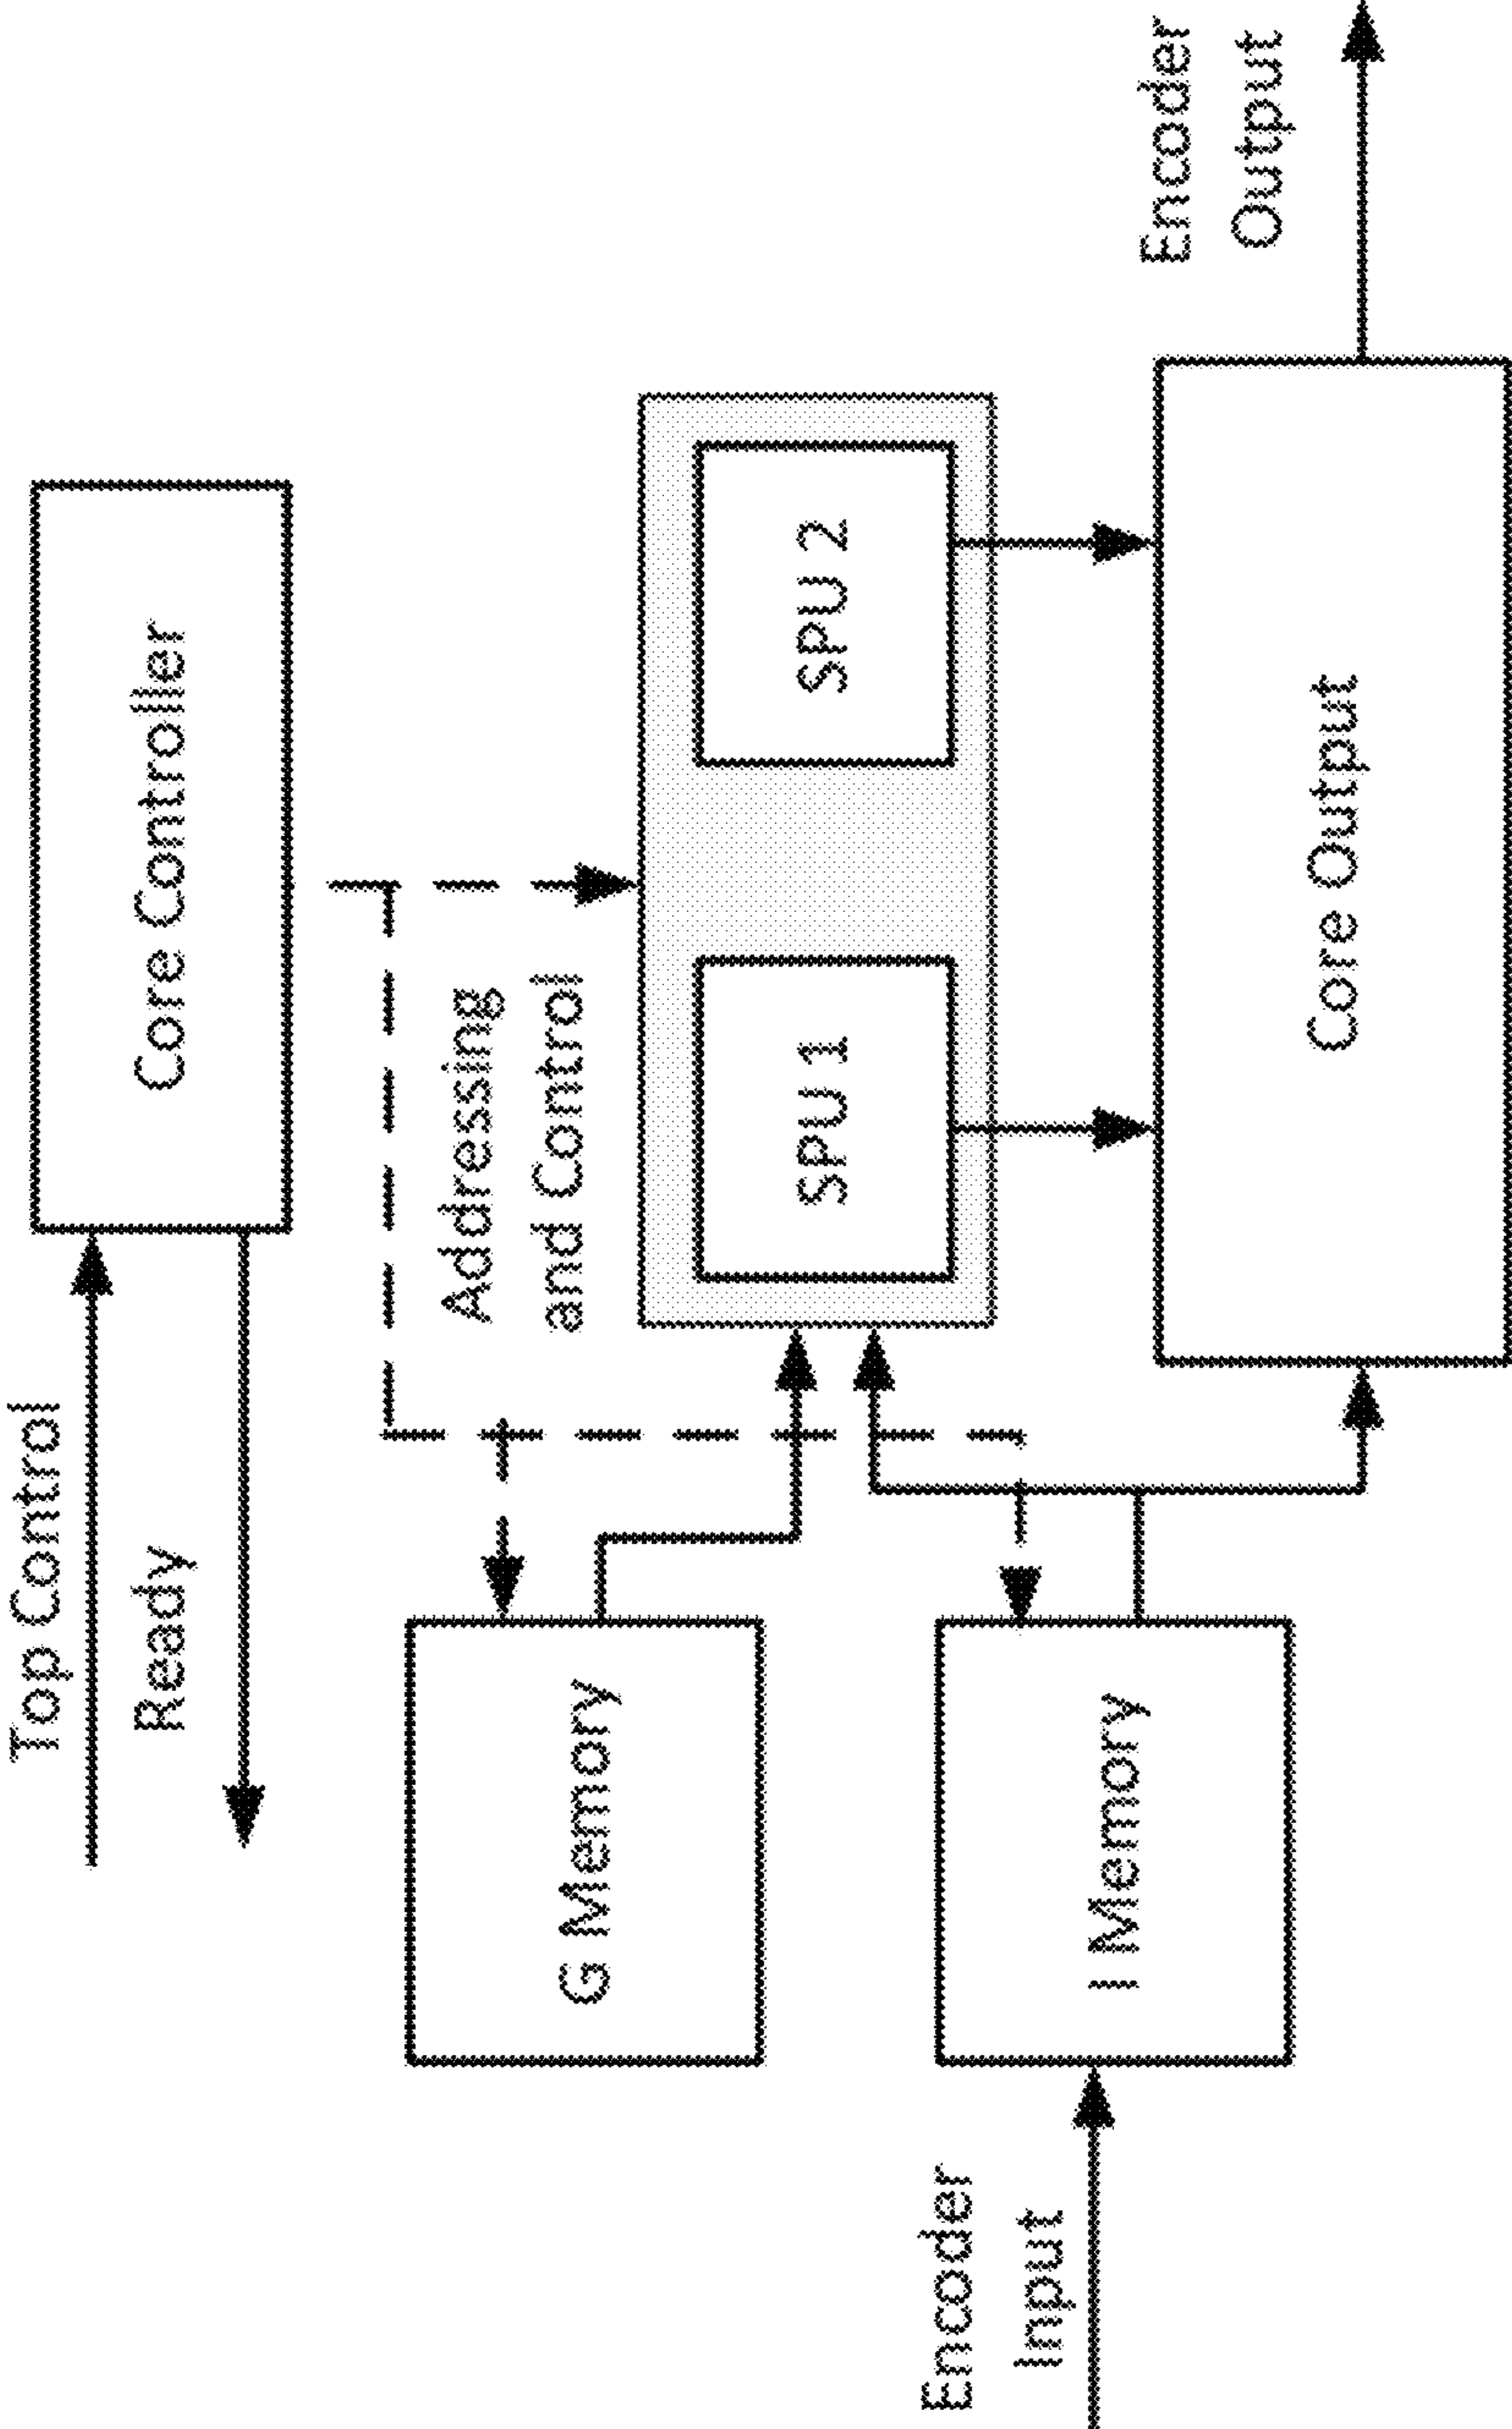 Top Control
Ready
Core Controller
Addressing
and Control
G Memory
SPU 1
SPU 2
Encoder
Input
I Memory
Core Output
Encoder
Output